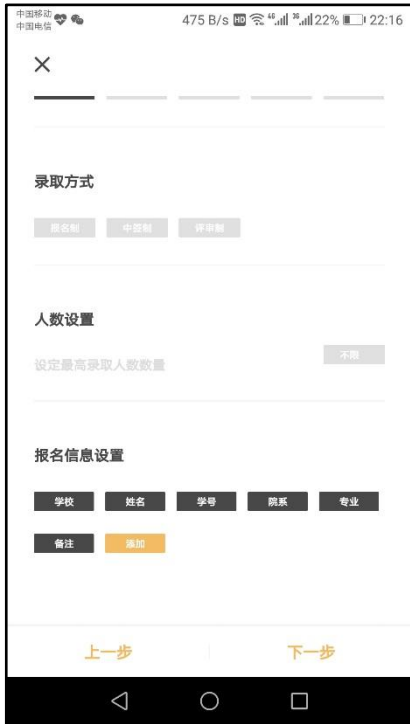 中国移动
中国电信
475 B/s HD 46 36 22% 22:16
录取方式
报名制 中签制 评审制
人数设置
设定最高录取人数数量 不限
报名信息设置
学校 姓名 学号 院系 专业
备注 添加
上一步 下一步